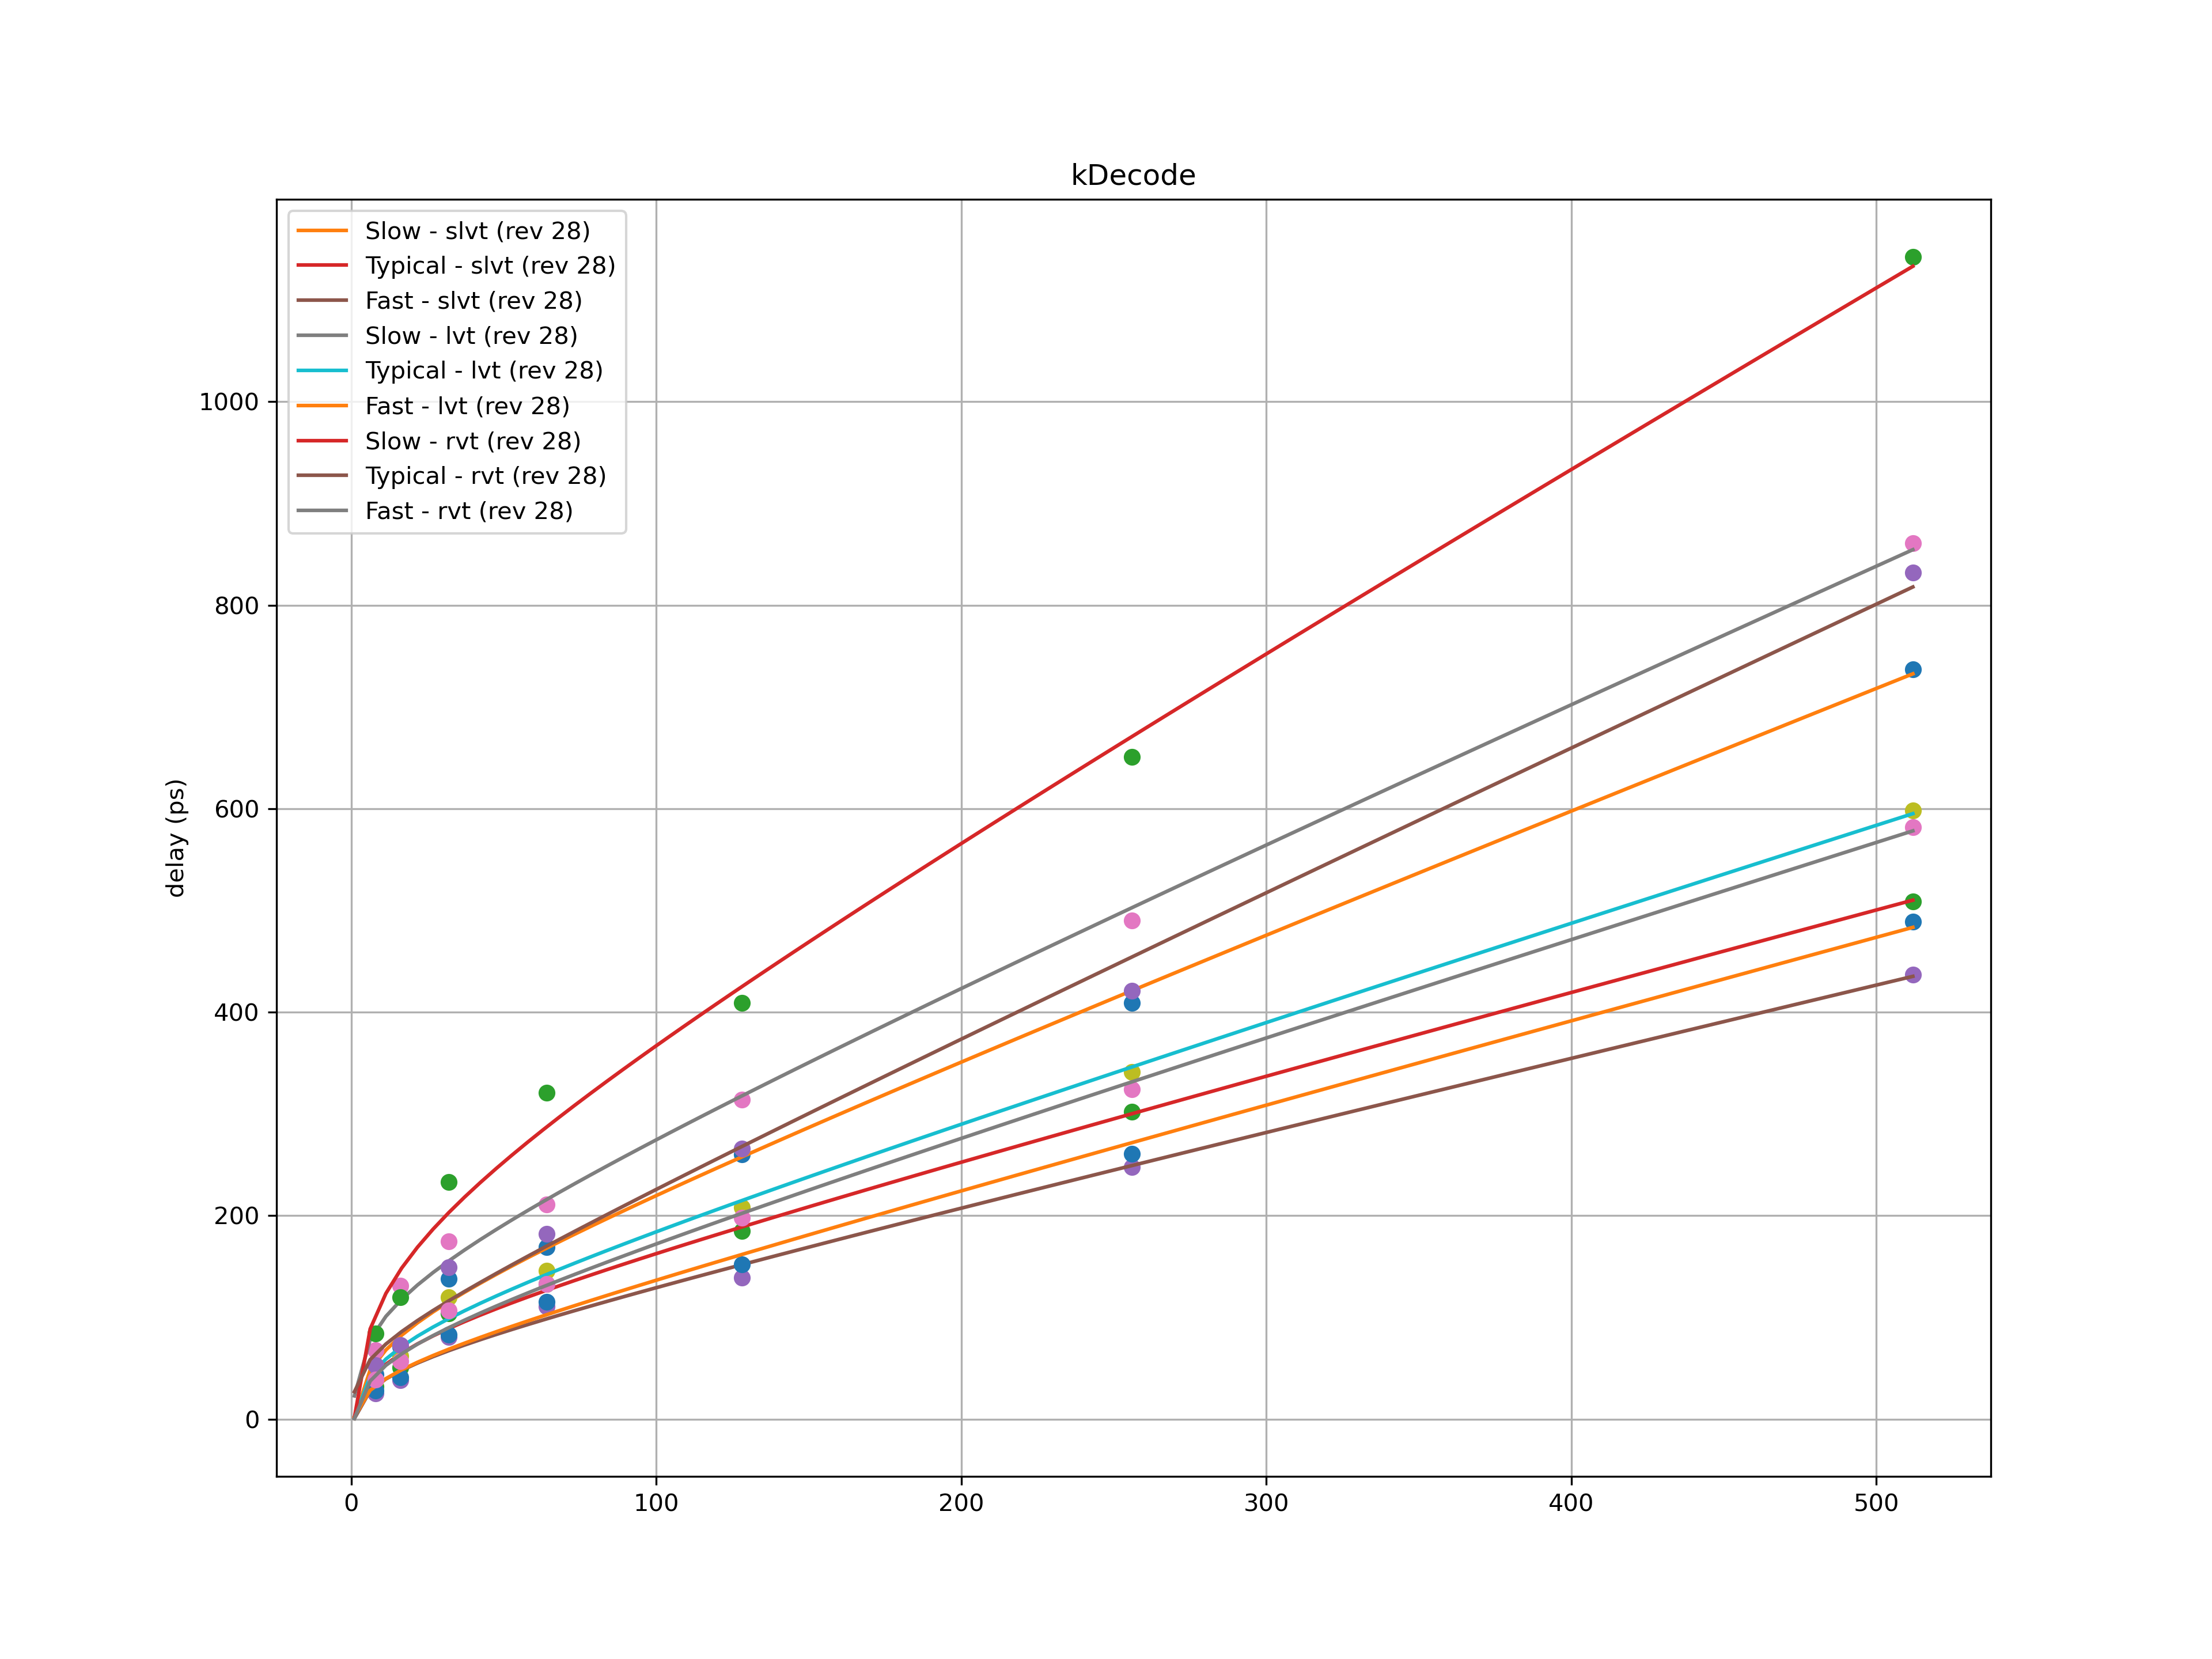 kDecode
Slow - slvt (rev 28)
Typical - slvt (rev 28)
Fast - slvt (rev 28)
Slow - lvt (rev 28)
Typical - lvt (rev 28)
Fast - lvt (rev 28)
Slow - rvt (rev 28)
Typical - rvt (rev 28)
Fast - rvt (rev 28)
delay (ps)
1000
800
600
400
200
0
0 100 200 300 400 500